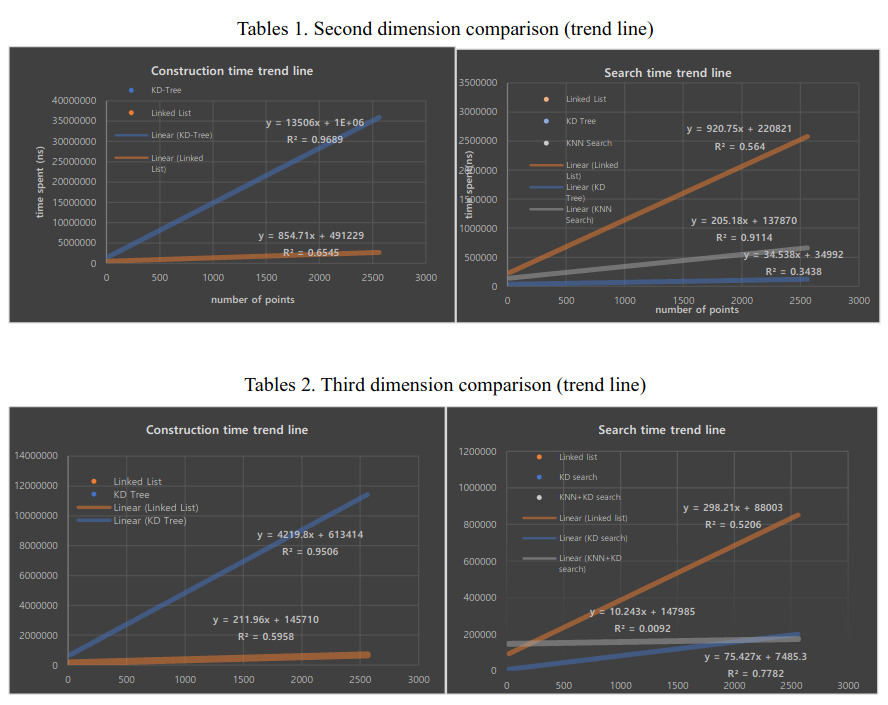 Tables 1. Second dimension comparison (trend line)
Construction time trend line
KD-Tree
Linked List
Linear (KD-Tree)
Linear (Linked
List)
y = 13506x + 1E+06
R² = 0.9689
y = 854.71x + 491229
R² = 0.6545
time spent (ns)
40000000
35000000
30000000
25000000
20000000
15000000
10000000
5000000
0
0 500 1000 1500 2000 2500 3000
number of points
Search time trend line
Linked List
KD Tree
KNN Search
Linear (Linked
List)
Linear (KD
Tree)
Linear (KNN
Search)
y = 920.75x + 220821
R² = 0.564
y = 205.18x + 137870
R² = 0.9114
y = 34.538x + 34992
R² = 0.3438
time spent(ns)
3500000
3000000
2500000
2000000
1500000
1000000
500000
0
0 500 1000 1500 2000 2500 3000
number of points
Tables 2. Third dimension comparison (trend line)
Construction time trend line
Linked List
KD Tree
Linear (Linked List)
Linear (KD Tree)
y = 4219.8x + 613414
R² = 0.9506
y = 211.96x + 145710
R² = 0.5958
14000000
12000000
10000000
8000000
6000000
4000000
2000000
0
0 500 1000 1500 2000 2500 3000
Search time trend line
Linked list
KD search
KNN+KD search
Linear (Linked list)
Linear (KD search)
Linear (KNN+KD
search)
y = 298.21x + 88003
R² = 0.5206
y = 10.243x + 147985
R² = 0.0092
y = 75.427x + 7485.3
R² = 0.7782
1200000
1000000
800000
600000
400000
200000
0
0 500 1000 1500 2000 2500 3000